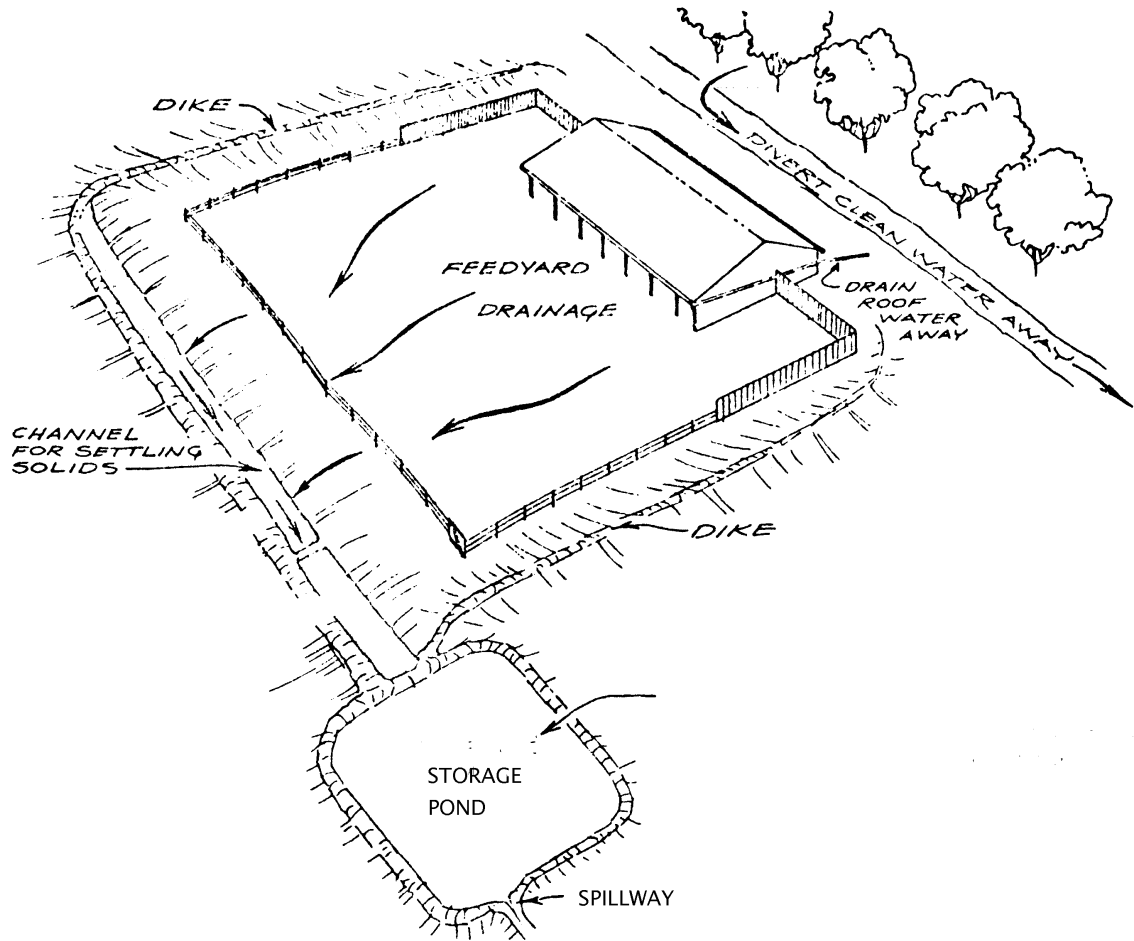 DIKE
DIVERT CLEAN WATER AWAY
FEEDYARD
DRAINAGE
DRAIN
ROOF
WATER
AWAY
CHANNEL
FOR SETTLING
SOLIDS
DIKE
STORAGE
POND
SPILLWAY